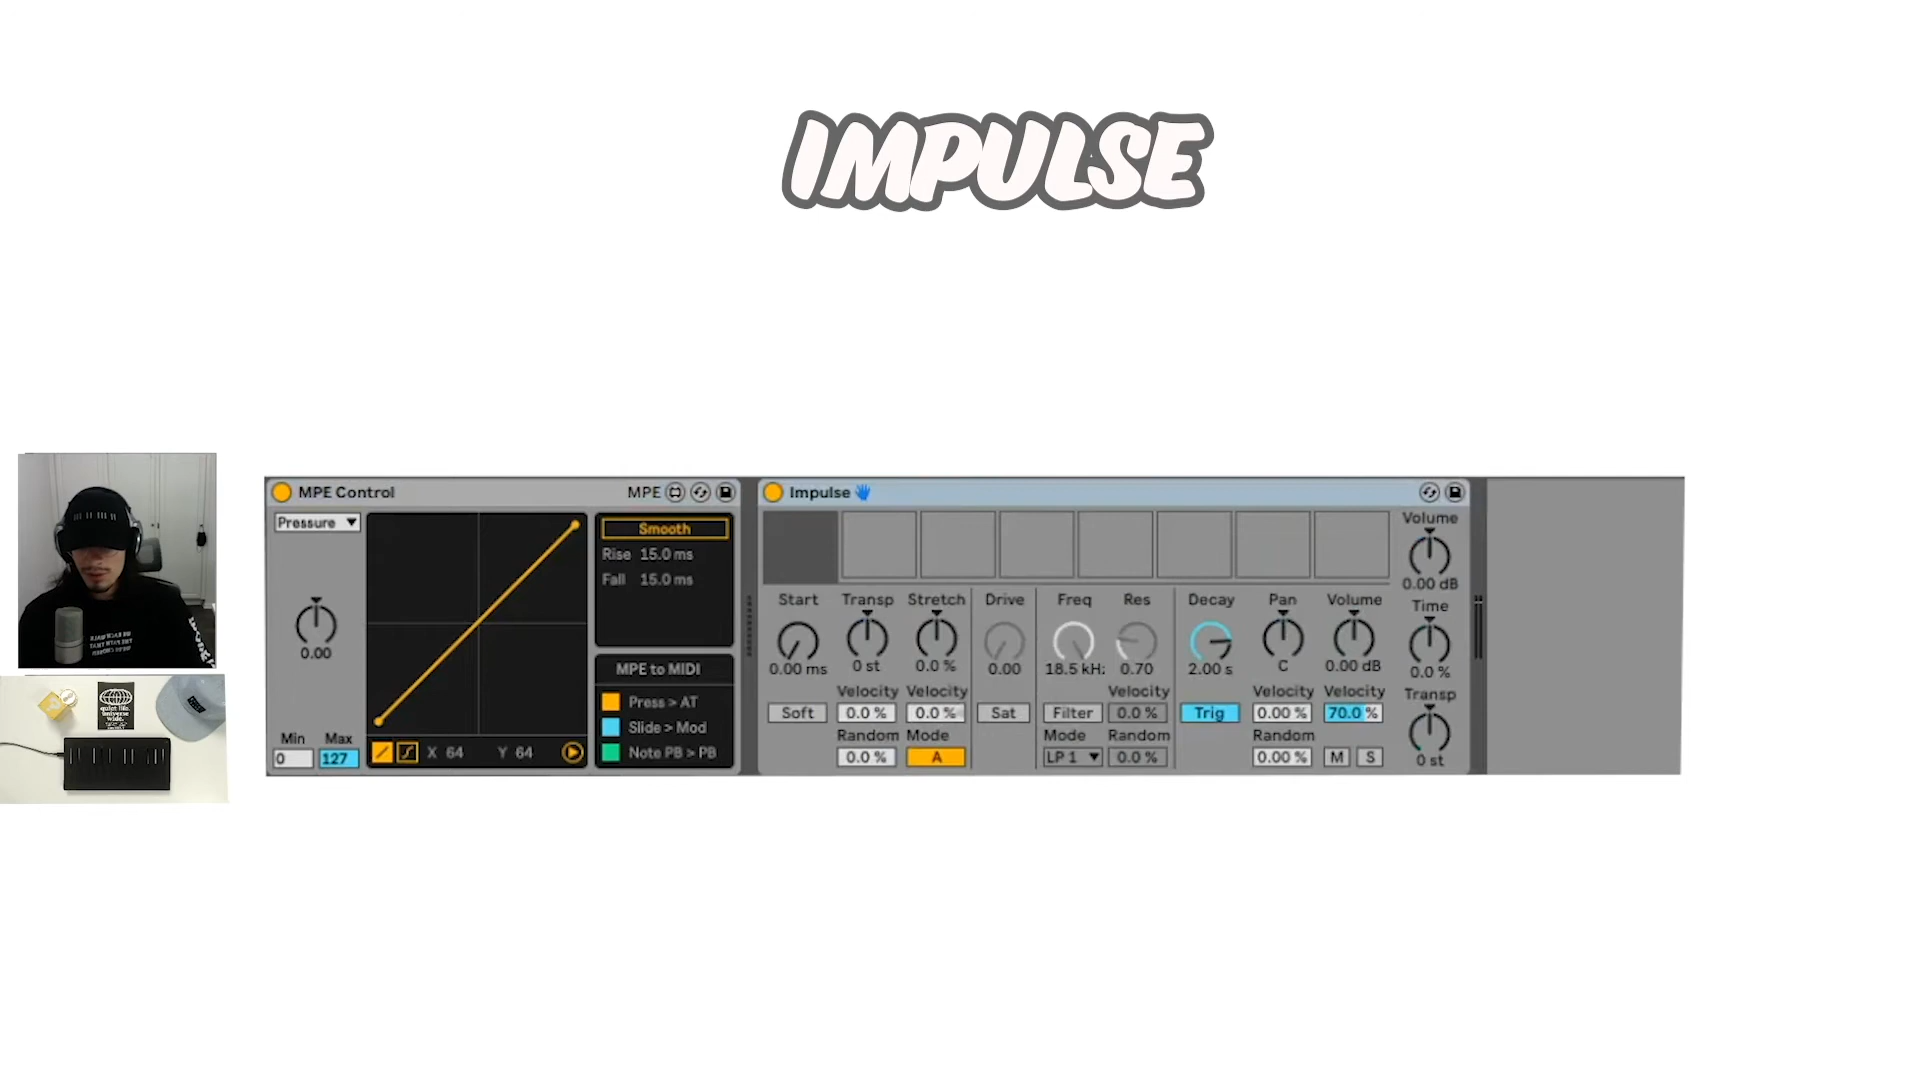 IMPULSE
MPE Control MPE
Pressure
0.00
Min Max
0 127
X 64 Y 64
Smooth
Rise 15.0 ms
Fall 15.0 ms
MPE to MIDI
Press > AT
Slide > Mod
Note PB > PB
Impulse
Start Transp Stretch Drive Freq Res Decay Pan Volume
0.00 ms 0 st 0.0 % 0.00 18.5 kHz 0.70 2.00 s C 0.00 dB
Velocity Velocity Velocity Velocity Velocity
Soft 0.0 % 0.0 % Sat Filter 0.0 % Trig 0.00 % 70.0 %
Random Mode Mode Random Random
0.0 % A LP 1 0.0 % 0.00 % M S
Volume
0.00 dB
Time
0.0 %
Transp
0 st
quiet life.
universe
wide.